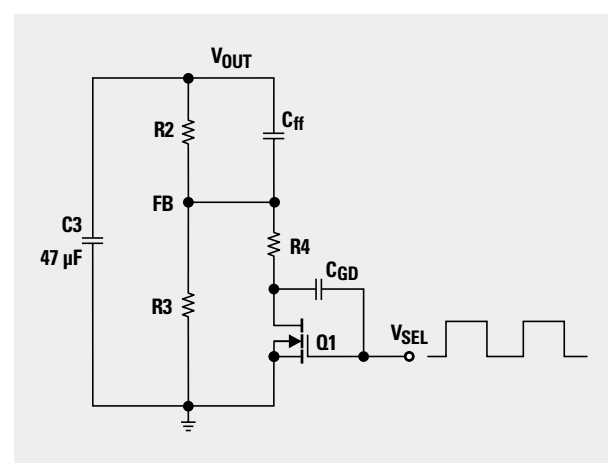 VOUT
R2
Cff
FB
C3
47 µF
R4
CGD
R3
Q1
VSEL